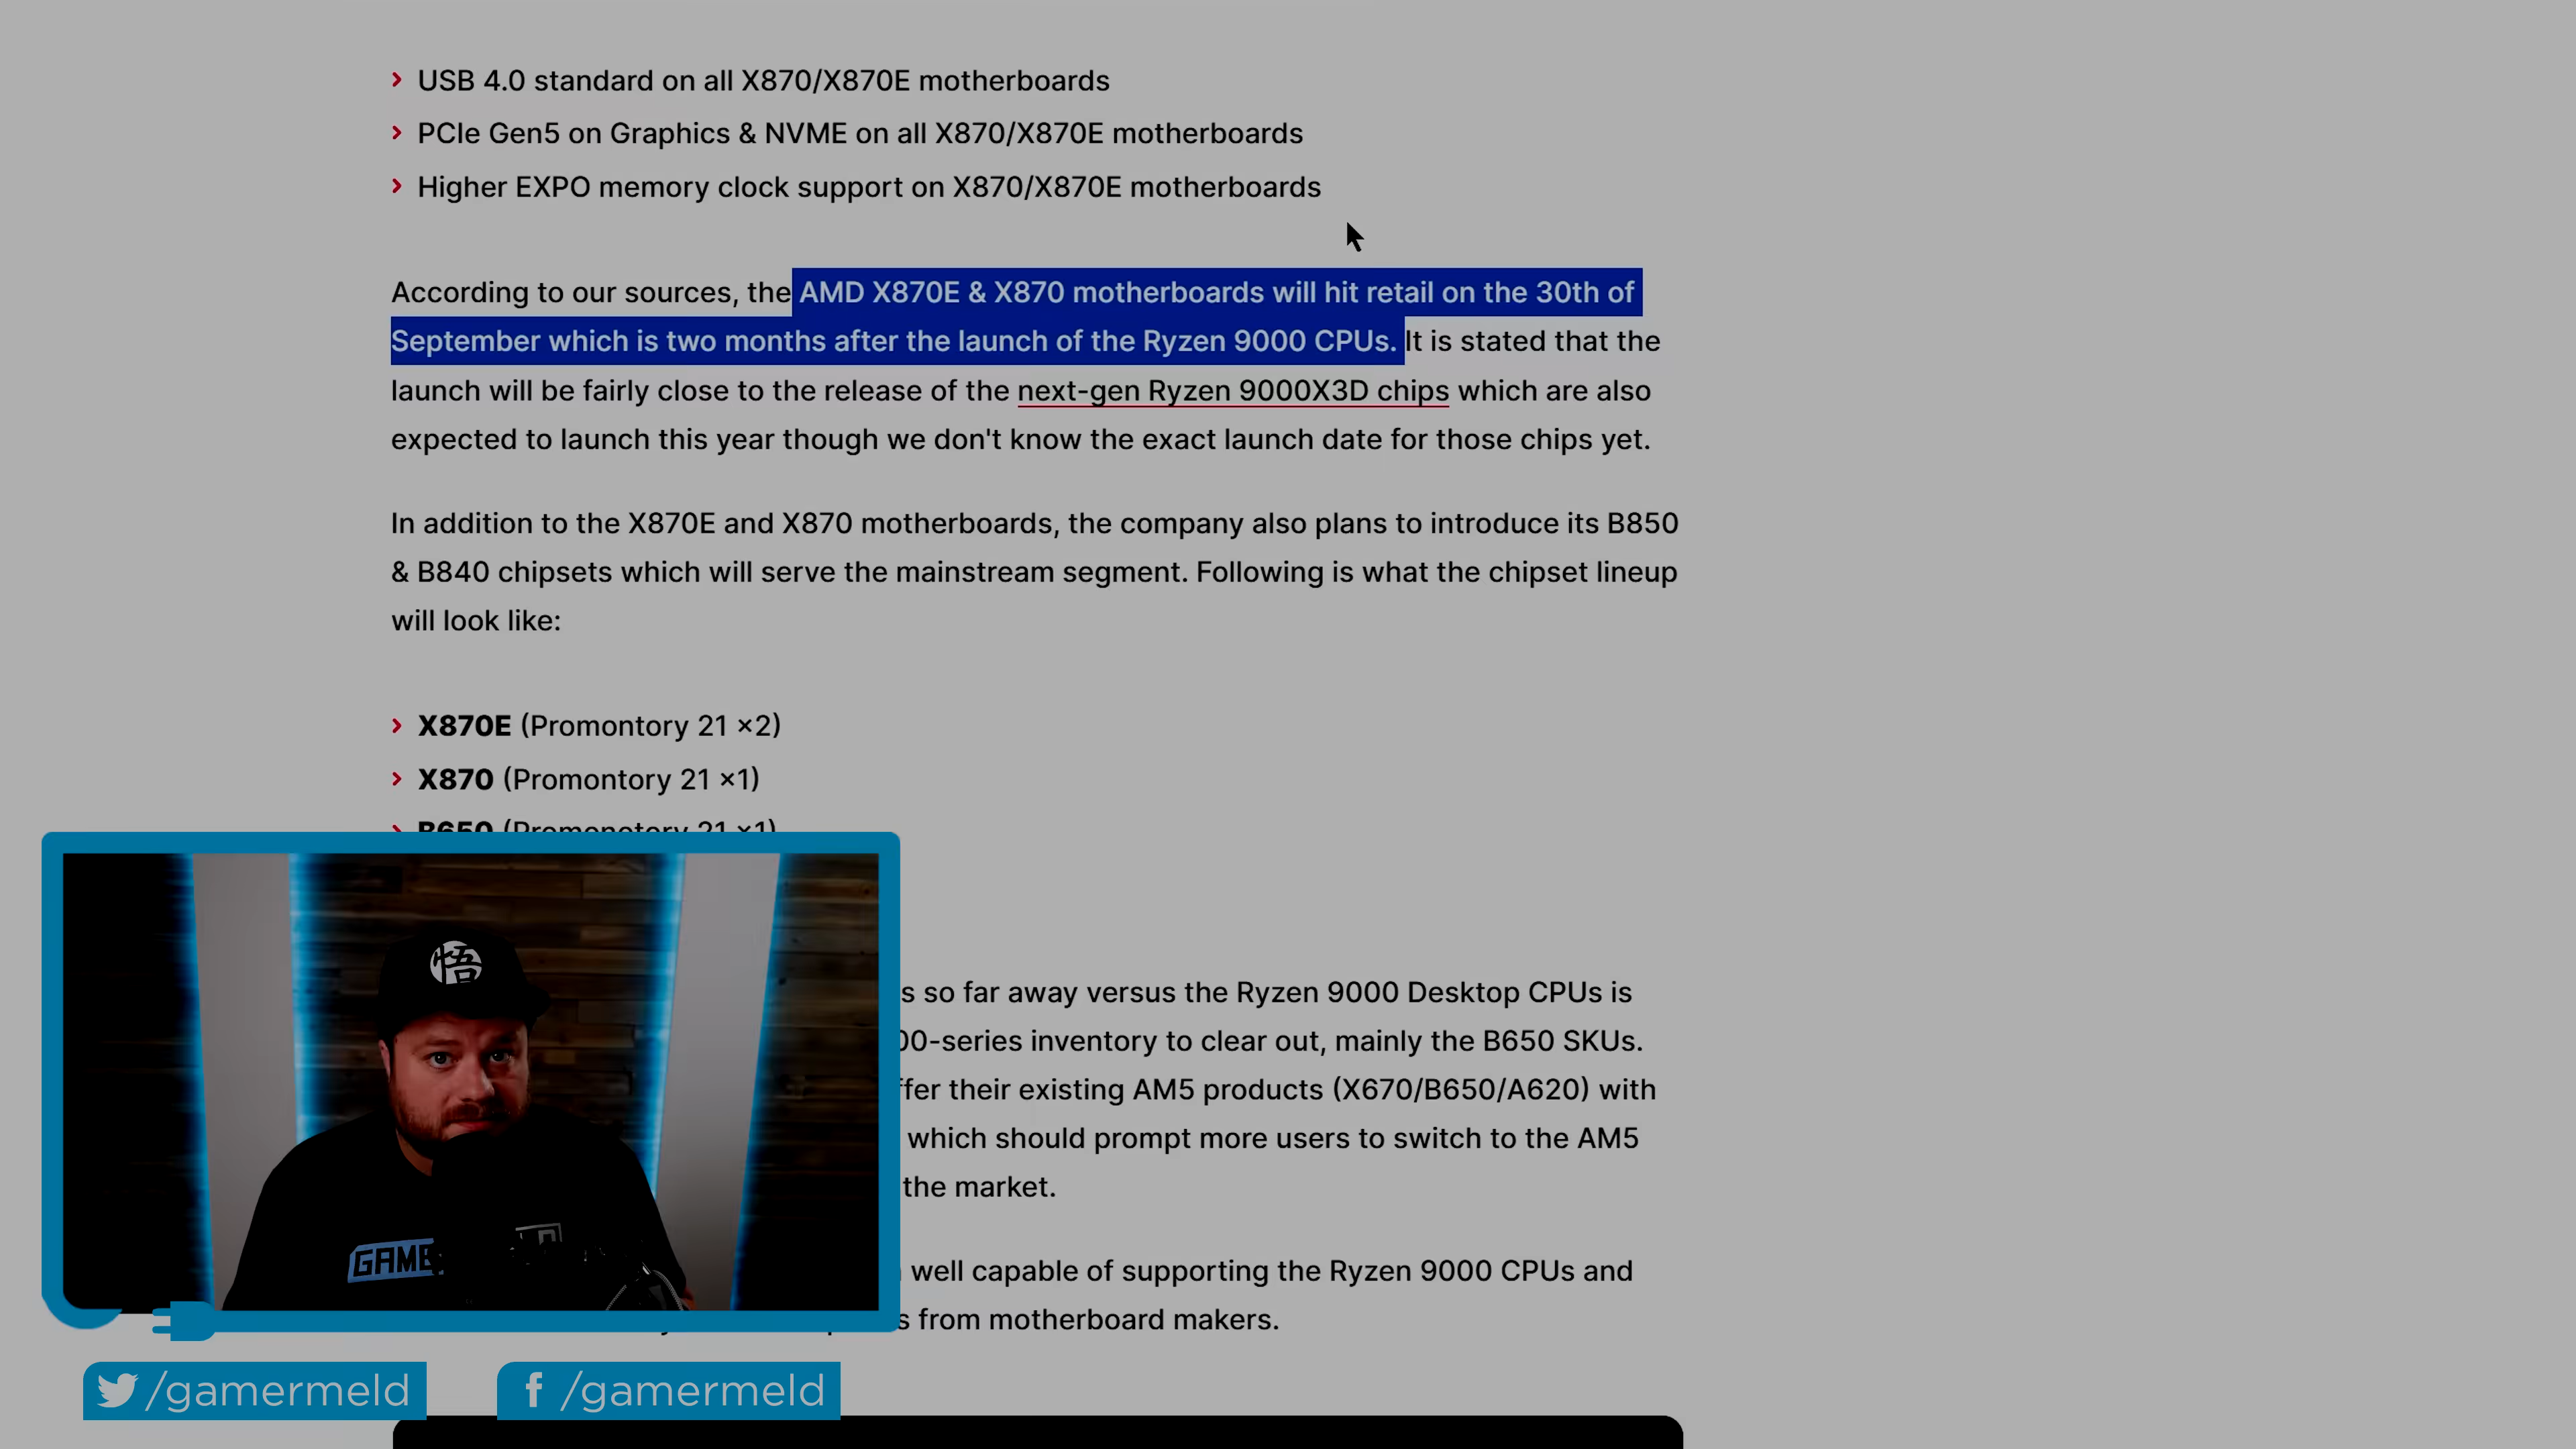 USB 4.0 standard on all X870/X870E motherboards
PCIe Gen5 on Graphics & NVME on all X870/X870E motherboards
Higher EXPO memory clock support on X870/X870E motherboards
According to our sources, the AMD X870E & X870 motherboards will hit retail on the 30th of
September which is two months after the launch of the Ryzen 9000 CPUs. It is stated that the
launch will be fairly close to the release of the next-gen Ryzen 9000X3D chips which are also
expected to launch this year though we don't know the exact launch date for those chips yet.
In addition to the X870E and X870 motherboards, the company also plans to introduce its B850
& B840 chipsets which will serve the mainstream segment. Following is what the chipset lineup
will look like:
X870E (Promontory 21 ×2)
X870 (Promontory 21 ×1)
B650 (Promonotory 21 ×1)
s so far away versus the Ryzen 9000 Desktop CPUs is
00-series inventory to clear out, mainly the B650 SKUs.
ffer their existing AM5 products (X670/B650/A620) with
which should prompt more users to switch to the AM5
the market.
well capable of supporting the Ryzen 9000 CPUs and
s from motherboard makers.
悟
GAME
/gamermeld
/gamermeld